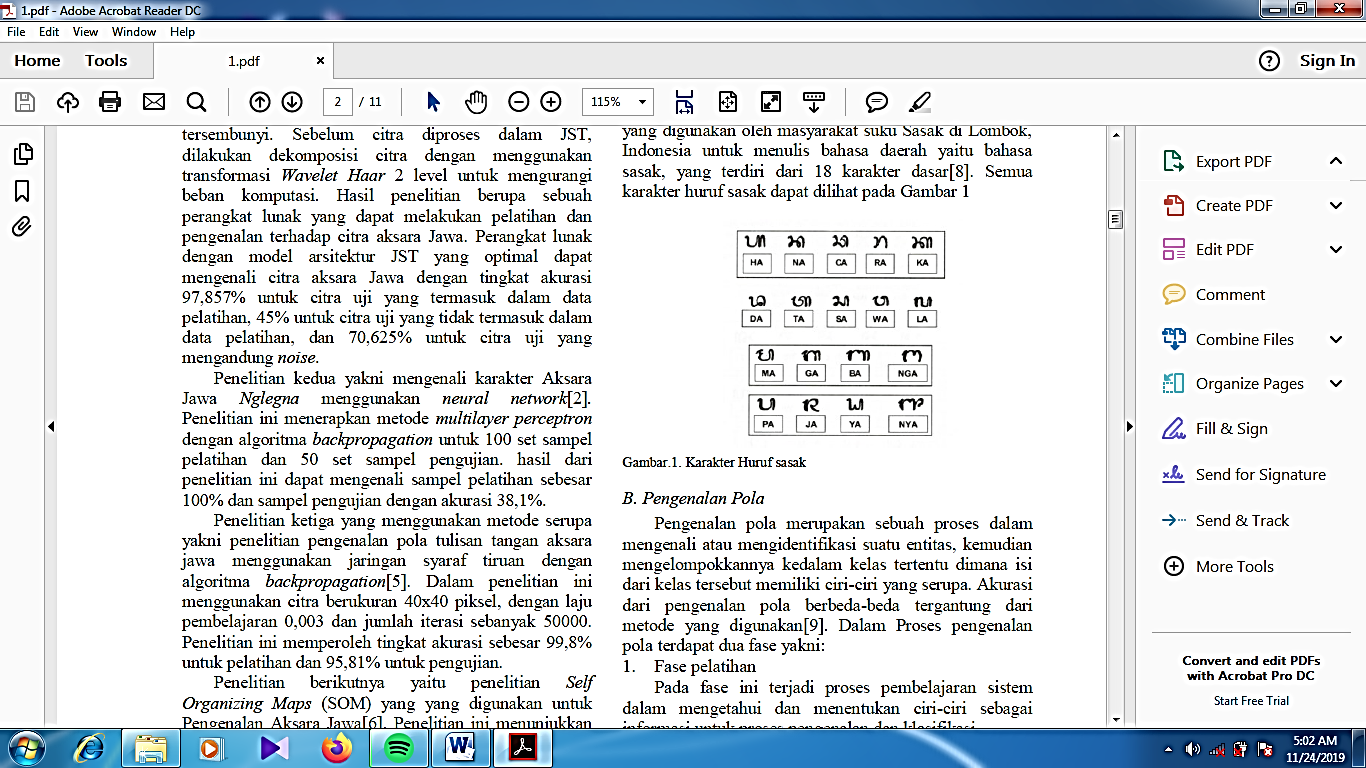 1.pdf - Adobe Acrobat Reader DC
File Edit View Window Help
Home Tools 1.pdf × Sign In
2 / 11 115%
tersembunyi. Sebelum citra diproses dalam JST,
dilakukan dekomposisi citra dengan menggunakan
transformasi Wavelet Haar 2 level untuk mengurangi
beban komputasi. Hasil penelitian berupa sebuah
perangkat lunak yang dapat melakukan pelatihan dan
pengenalan terhadap citra aksara Jawa. Perangkat lunak
dengan model arsitektur JST yang optimal dapat
mengenali citra aksara Jawa dengan tingkat akurasi
97,857% untuk citra uji yang termasuk dalam data
pelatihan, 45% untuk citra uji yang tidak termasuk dalam
data pelatihan, dan 70,625% untuk citra uji yang
mengandung noise.
Penelitian kedua yakni mengenali karakter Aksara
Jawa Nglegna menggunakan neural network[2].
Penelitian ini menerapkan metode multilayer perceptron
dengan algoritma backpropagation untuk 100 set sampel
pelatihan dan 50 set sampel pengujian. hasil dari
penelitian ini dapat mengenali sampel pelatihan sebesar
100% dan sampel pengujian dengan akurasi 38,1%.
Penelitian ketiga yang menggunakan metode serupa
yakni penelitian pengenalan pola tulisan tangan aksara
jawa menggunakan jaringan syaraf tiruan dengan
algoritma backpropagation[5]. Dalam penelitian ini
menggunakan citra berukuran 40x40 piksel, dengan laju
pembelajaran 0,003 dan jumlah iterasi sebanyak 50000.
Penelitian ini memperoleh tingkat akurasi sebesar 99,8%
untuk pelatihan dan 95,81% untuk pengujian.
Penelitian berikutnya yaitu penelitian Self
Organizing Maps (SOM) yang yang digunakan untuk
Pengenalan Aksara Jawa[6]. Penelitian ini menunjukkan
yang digunakan oleh masyarakat suku Sasak di Lombok,
Indonesia untuk menulis bahasa daerah yaitu bahasa
sasak, yang terdiri dari 18 karakter dasar[8]. Semua
karakter huruf sasak dapat dilihat pada Gambar 1
HA NA CA RA KA
DA TA SA WA LA
MA GA BA NGA
PA JA YA NYA
Gambar.1. Karakter Huruf sasak
B. Pengenalan Pola
Pengenalan pola merupakan sebuah proses dalam
mengenali atau mengidentifikasi suatu entitas, kemudian
mengelompokkannya kedalam kelas tertentu dimana isi
dari kelas tersebut memiliki ciri-ciri yang serupa. Akurasi
dari pengenalan pola berbeda-beda tergantung dari
metode yang digunakan[9]. Dalam Proses pengenalan
pola terdapat dua fase yakni:
1. Fase pelatihan
Pada fase ini terjadi proses pembelajaran sistem
dalam mengetahui dan menentukan ciri-ciri sebagai
informasi untuk proses pengenalan dan klasifikasi.
Export PDF
Create PDF
Edit PDF
Comment
Combine Files
Organize Pages
Fill & Sign
Send for Signature
Send & Track
More Tools
Convert and edit PDFs
with Acrobat Pro DC
Start Free Trial
5:02 AM
11/24/2019